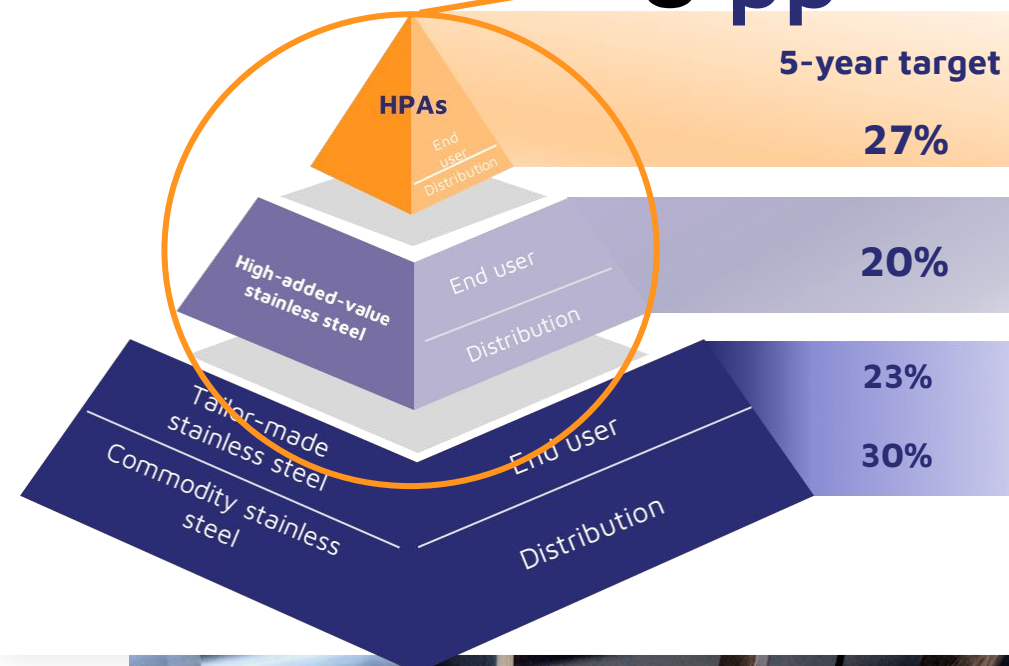 5-year target
HPAs
End
user
Distribution
27%
High-added-value
stainless steel
End user
Distribution
20%
Tailor-made
stainless steel
End user
23%
Commodity stainless
steel
Distribution
30%